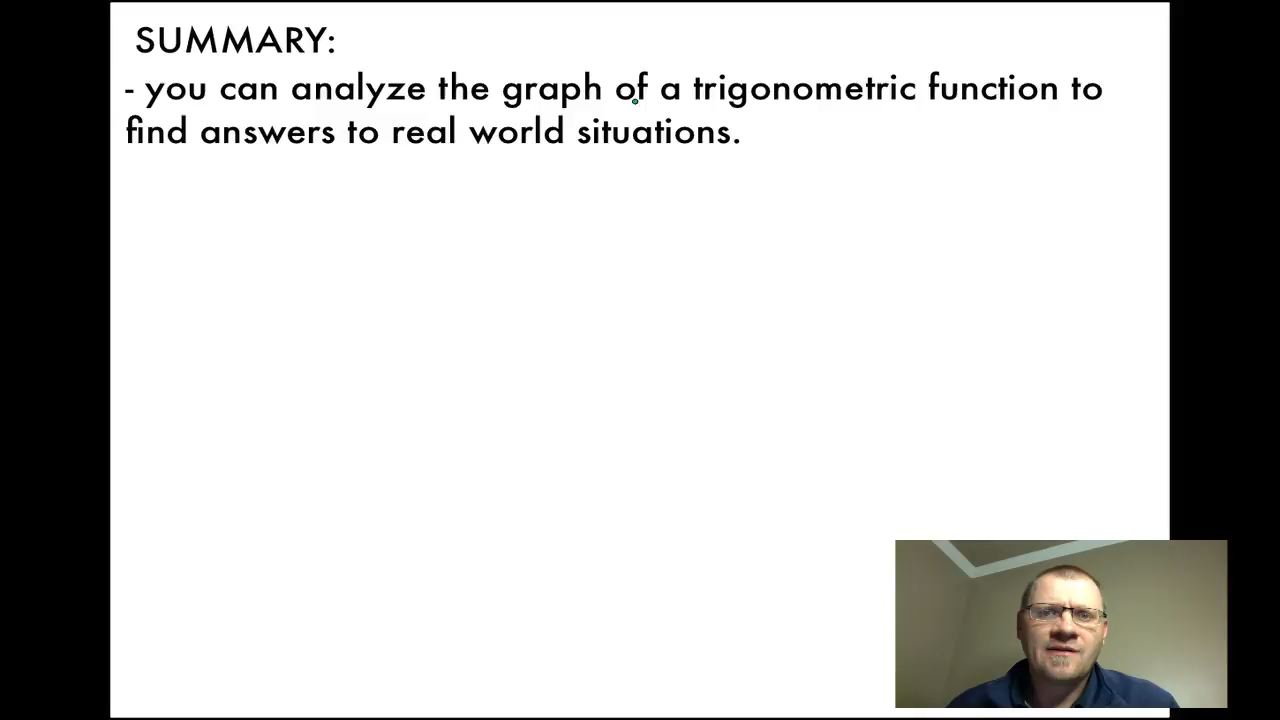 SUMMARY:
- you can analyze the graph of a trigonometric function to
find answers to real world situations.